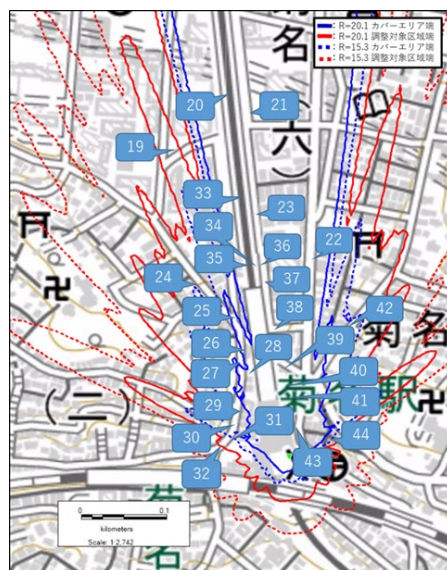 : R=20.1 カバーエリア端
: R=20.1 調整対象区域端
: R=15.3 カバーエリア端
: R=15.3 調整対象区域端
菊
名
(六)
20
21
19
33
23
34
36
22
35
24
37
38
25
42
菊名
26
28
39
27
40
菊名駅
29
41
(二)
31
30
44
32
43
菊
名
0
0.1
kilometers
Scale: 1:2,742